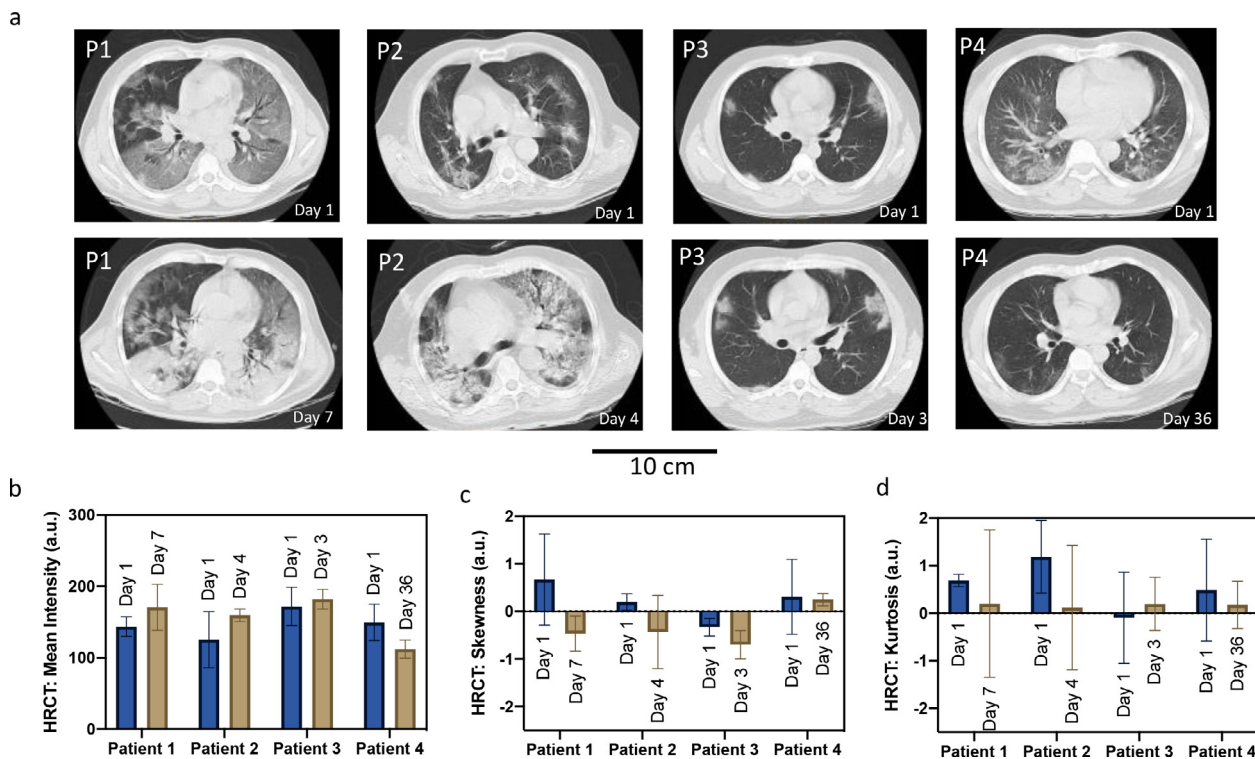 a
P1
P2
P3
P4
Day 1
Day 1
Day 1
Day 1
P1
P2
P3
P4
Day 7
Day 4
Day 3
Day 36
10 cm
b
HRCT: Mean Intensity (a.u.)
300
200
100
0
Day 1
Day 7
Day 1
Day 4
Day 1
Day 3
Day 1
Day 36
Patient 1
Patient 2
Patient 3
Patient 4
c
HRCT: Skewness (a.u.)
2
1
0
-1
-2
Day 1
Day 7
Day 1
Day 4
Day 1
Day 3
Day 1
Day 36
Patient 1
Patient 2
Patient 3
Patient 4
d
HRCT: Kurtosis (a.u.)
2
1
0
-1
-2
Day 1
Day 7
Day 1
Day 4
Day 1
Day 3
Day 1
Day 36
Patient 1
Patient 2
Patient 3
Patient 4